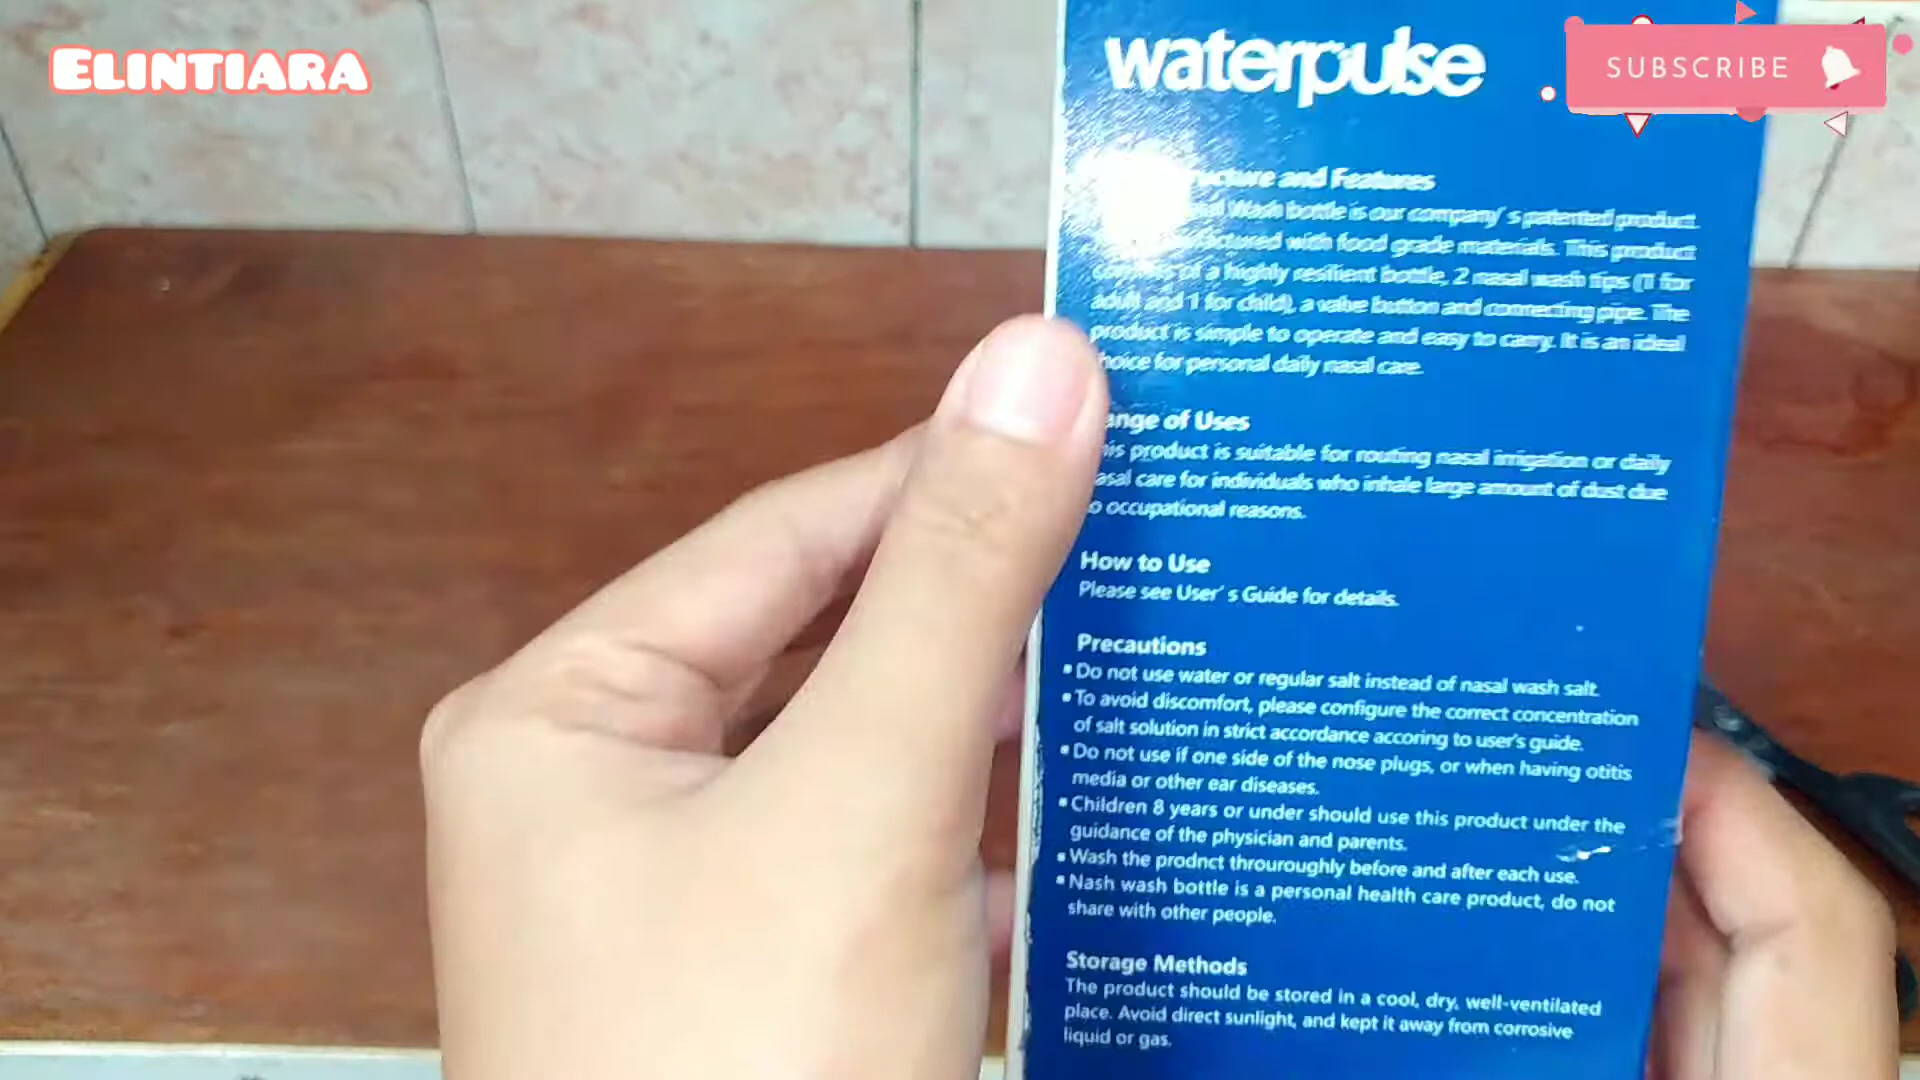 ELINTIARA
SUBSCRIBE
waterpulse
and Features
Wash bottle is our company's patented product.
with food grade materials. This product
of a highly resilient bottle, 2 nasal wash tips (1 for
adult and 1 for child), a valve button and connecting pipe. The
product is simple to operate and easy to carry. It is an ideal
choice for personal daily nasal care.
of Uses
product is suitable for routing nasal irrigation or daily
care for individuals who inhale large amount of dust due
occupational reasons.
How to Use
Please see User's Guide for details.
Precautions
▪Do not use water or regular salt instead of nasal wash salt.
▪To avoid discomfort, please configure the correct concentration
of salt solution in strict accordance accoring to user's guide.
▪Do not use if one side of the nose plugs, or when having otitis
media or other ear diseases.
▪Children 8 years or under should use this product under the
guidance of the physician and parents.
▪Wash the prodnct throuroughly before and after each use.
▪Nash wash bottle is a personal health care product, do not
share with other people.
Storage Methods
The product should be stored in a cool, dry, well-ventilated
place. Avoid direct sunlight, and kept it away from corrosive
liquid or gas.